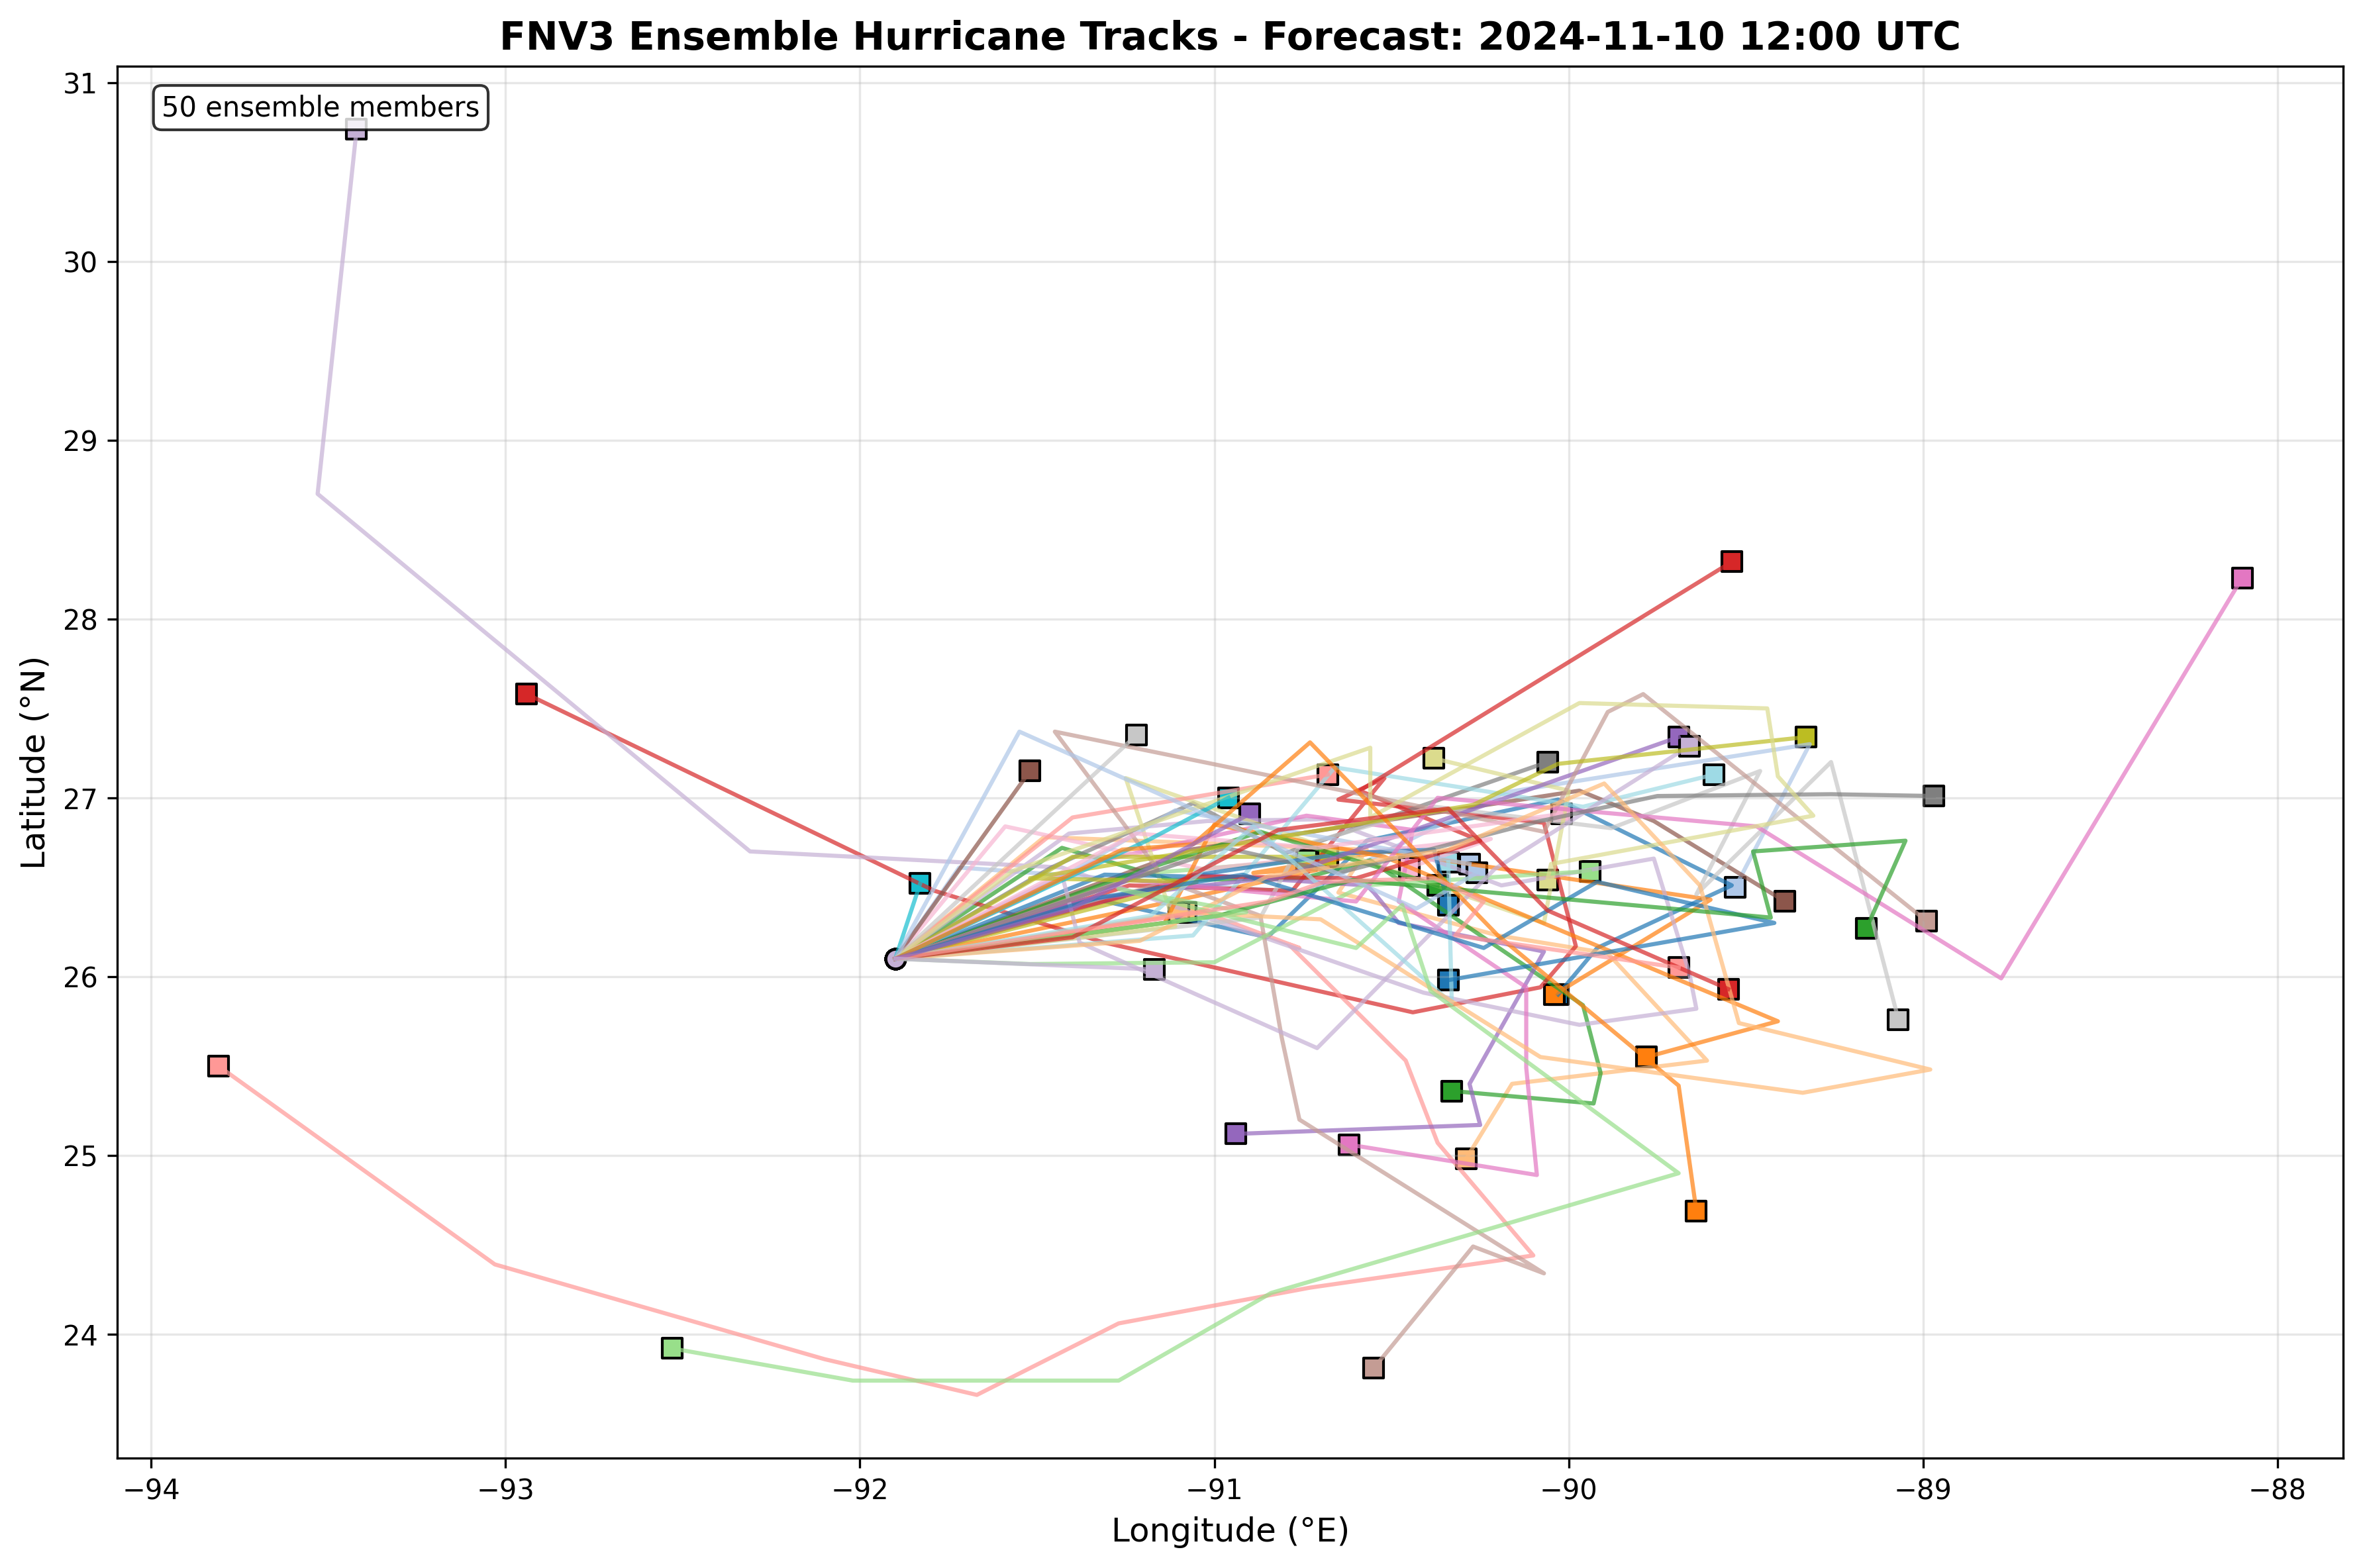 FNV3 Ensemble Hurricane Tracks - Forecast: 2024-11-10 12:00 UTC
50 ensemble members
31
30
29
28
27
26
25
24
Latitude (°N)
−94 −93 −92 −91 −90 −89 −88
Longitude (°E)